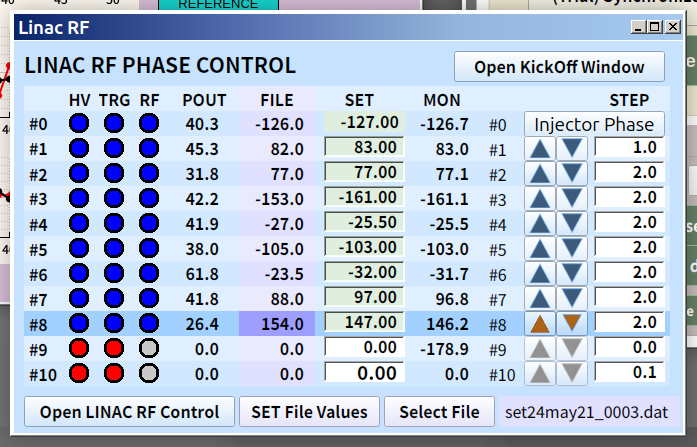 REFERENCE
Linac RF
LINAC RF PHASE CONTROL
Open KickOff Window
HV TRG RF POUT FILE SET MON STEP
#0 40.3 -126.0 -127.00 -126.7 #0 Injector Phase
#1 45.3 82.0 83.00 83.0 #1 1.0
#2 31.8 77.0 77.00 77.1 #2 2.0
#3 42.2 -153.0 -161.00 -161.1 #3 2.0
#4 41.9 -27.0 -25.50 -25.5 #4 2.0
#5 38.0 -105.0 -103.00 -103.0 #5 2.0
#6 61.8 -23.5 -32.00 -31.7 #6 2.0
#7 41.8 88.0 97.00 96.8 #7 2.0
#8 26.4 154.0 147.00 146.2 #8 2.0
#9 0.0 0.0 0.00 -178.9 #9 0.0
#10 0.0 0.0 0.00 0.0 #10 0.1
Open LINAC RF Control SET File Values Select File set24may21_0003.dat